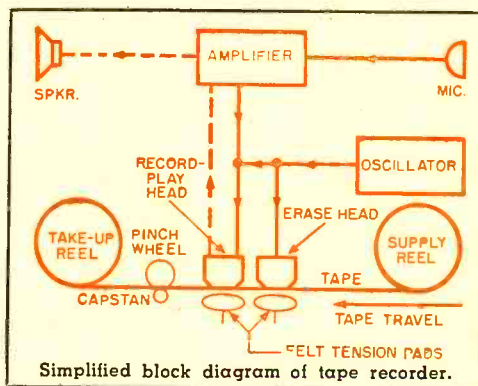 AMPLIFIER
SPKR.
MIC.
RECORD-
PLAY
HEAD
OSCILLATOR
ERASE HEAD
TAKE-UP
REEL
PINCH
WHEEL
SUPPLY
REEL
TAPE
CAPSTAN
TAPE TRAVEL
FELT TENSION PADS
Simplified block diagram of tape recorder.